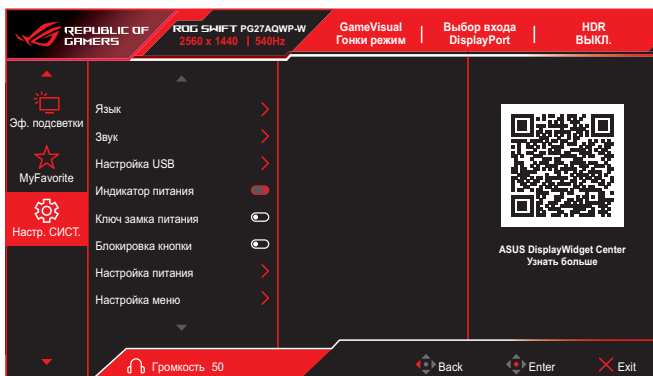 REPUBLIC OF
GAMERS
ROG SWIFT PG27AQWP-W
2560 x 1440 | 540Hz
GameVisual
Гонки режим
Выбор входа
DisplayPort
HDR
ВЫКЛ.
Эф. подсветки
MyFavorite
Настр. СИСТ.
Язык
Звук
Настройка USB
Индикатор питания
Ключ замка питания
Блокировка кнопки
Настройка питания
Настройка меню
ASUS DisplayWidget Center
Узнать больше
Громкость 50
Back
Enter
Exit